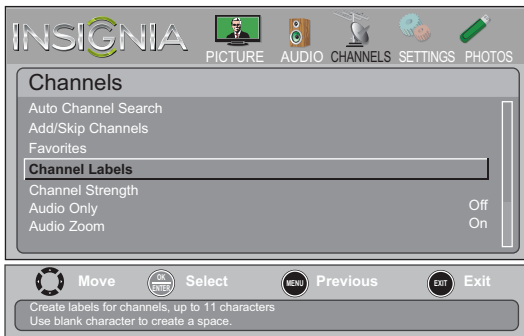 INSIGNIA
PICTURE AUDIO CHANNELS SETTINGS PHOTOS
Channels
Auto Channel Search
Add/Skip Channels
Favorites
Channel Labels
Channel Strength
Audio Only Off
Audio Zoom On
Move OK ENTER Select MENU Previous EXIT Exit
Create labels for channels, up to 11 characters
Use blank character to create a space.